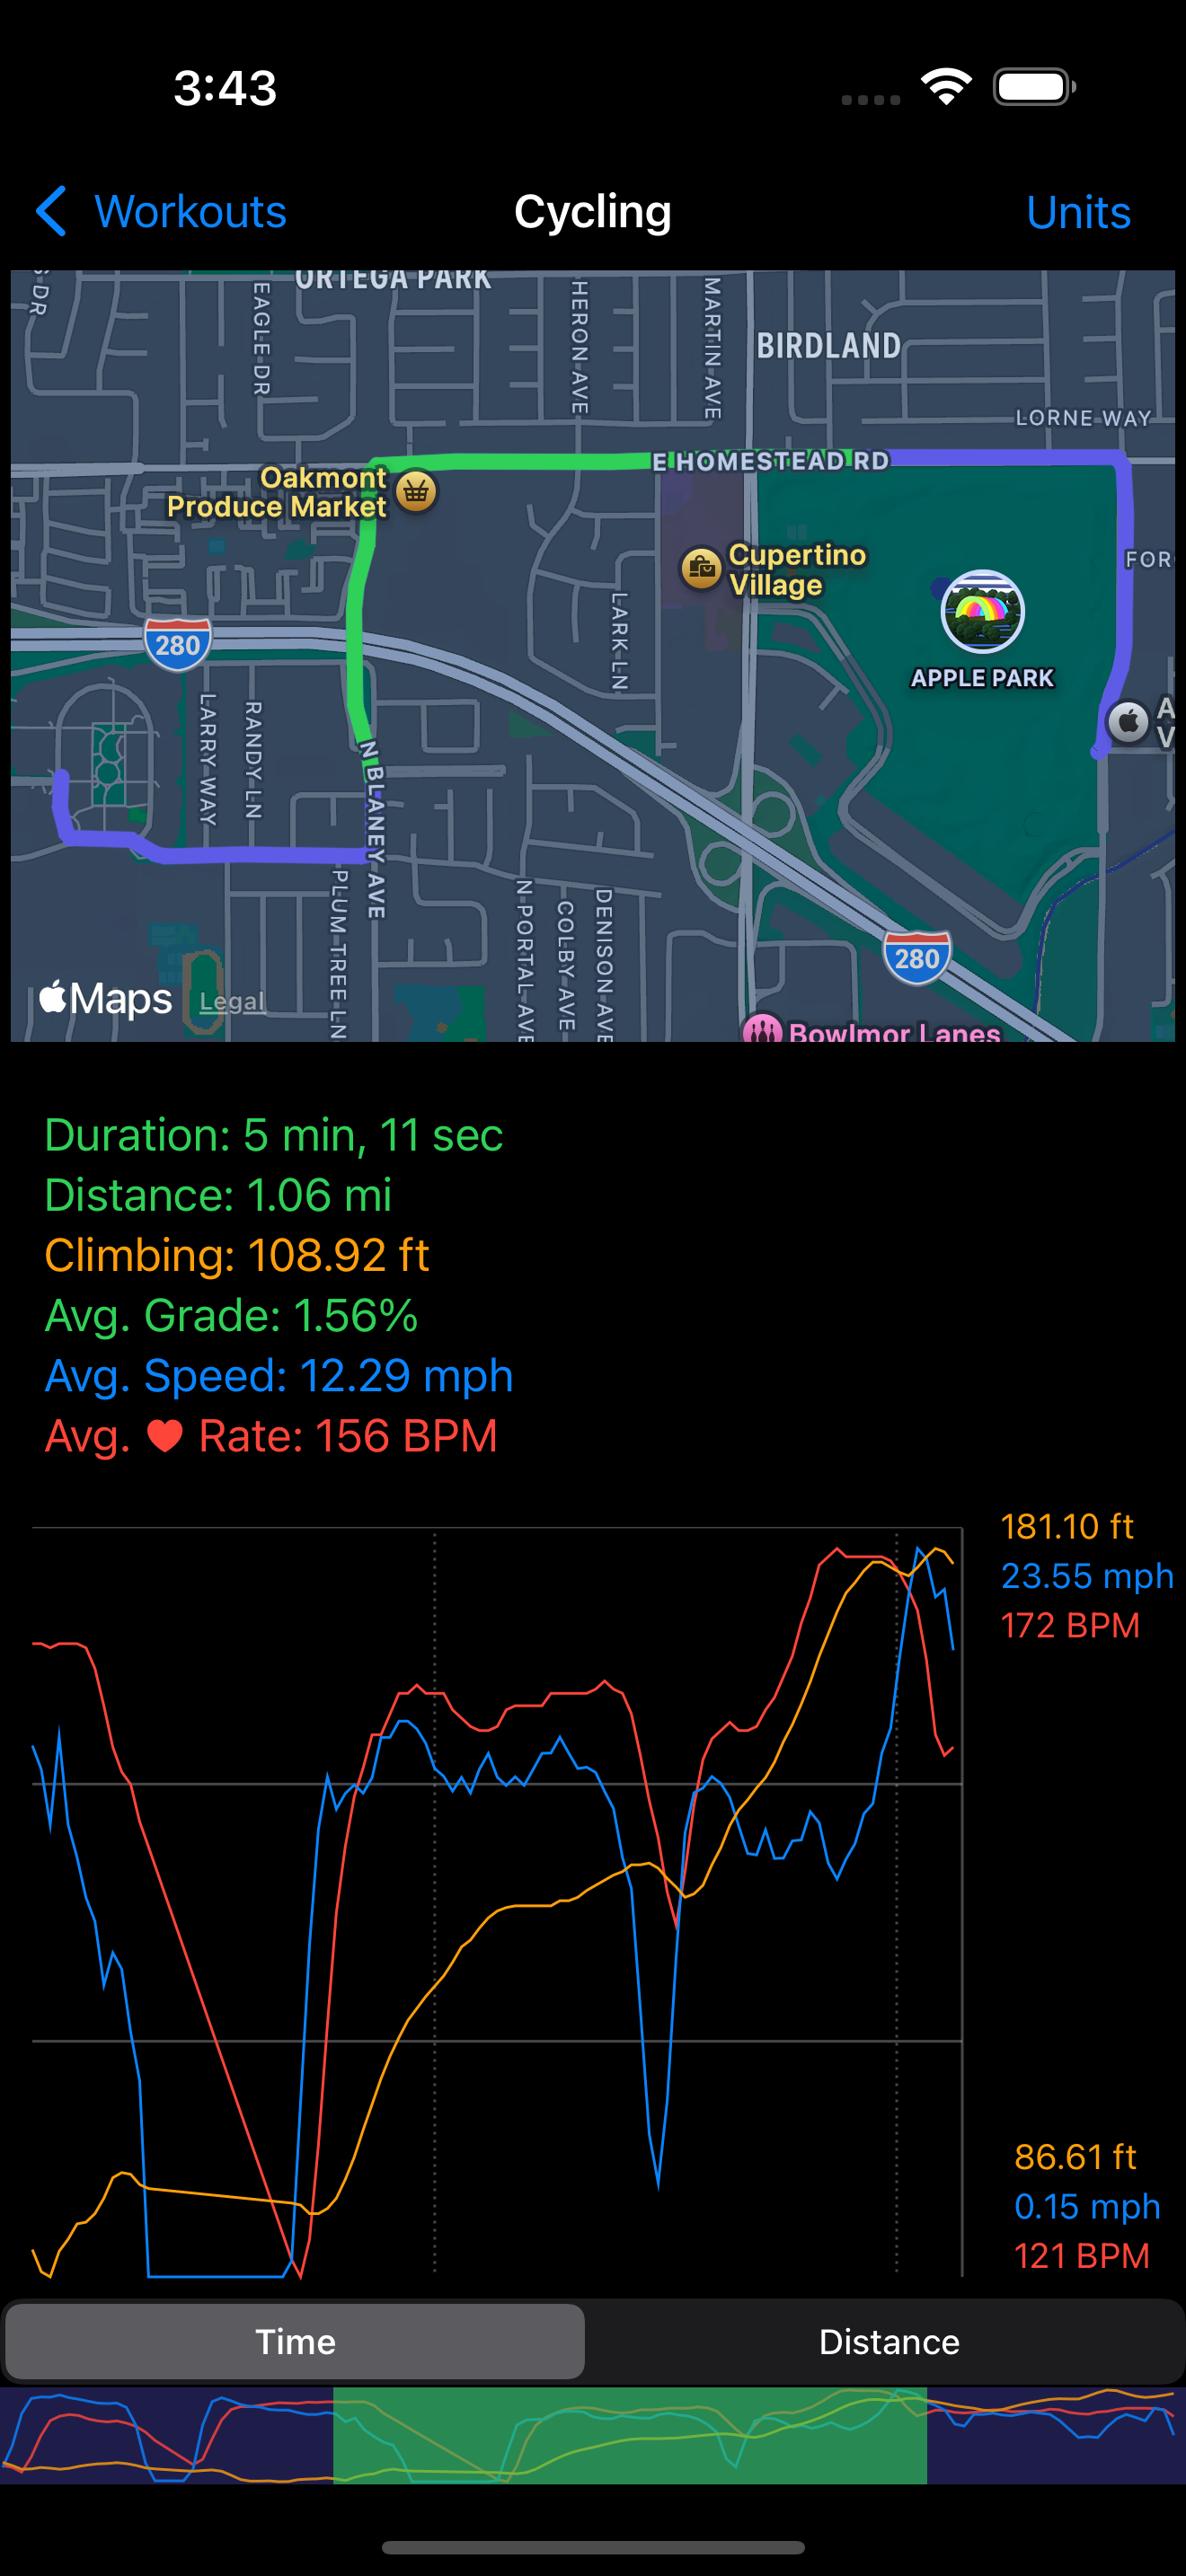 3:43
Workouts
Cycling
Units
S DR
EAGLE DR
ORTEGA PARK
HERON AVE
MARTIN AVE
BIRDLAND
LORNE WAY
E HOMESTEAD RD
Oakmont
Produce Market
Cupertino
Village
FOR
280
LARK LN
APPLE PARK
A
V
LARRY WAY
RANDY LN
N BLANEY AVE
PLUM TREE LN
N PORTAL AVE
COLBY AVE
DENISON AVE
280
Maps
Legal
Bowlmor Lanes
Duration: 5 min, 11 sec
Distance: 1.06 mi
Climbing: 108.92 ft
Avg. Grade: 1.56%
Avg. Speed: 12.29 mph
Avg. ♥ Rate: 156 BPM
181.10 ft
23.55 mph
172 BPM
86.61 ft
0.15 mph
121 BPM
Time
Distance